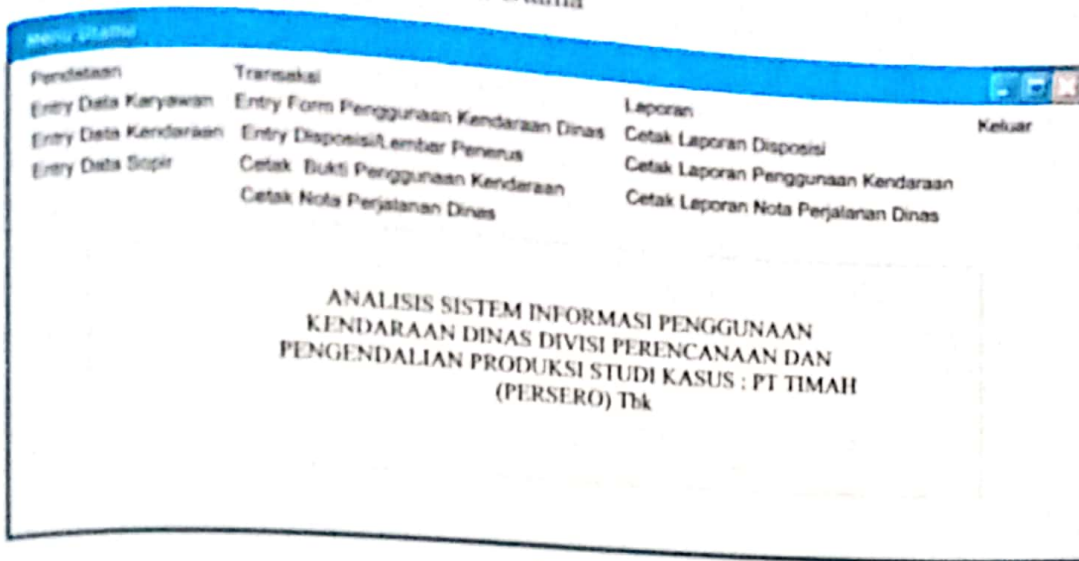 Menu Utama
Pendataan
Entry Data Karyawan
Entry Data Kendaraan
Entry Data Sopir
Transaksi
Entry Form Penggunaan Kendaraan Dinas
Entry Disposisi/Lembar Penerus
Cetak Bukti Penggunaan Kendaraan
Cetak Nota Perjalanan Dinas
Laporan
Cetak Laporan Disposisi
Cetak Laporan Penggunaan Kendaraan
Cetak Laporan Nota Perjalanan Dinas
Keluar
ANALISIS SISTEM INFORMASI PENGGUNAAN
KENDARAAN DINAS DIVISI PERENCANAAN DAN
PENGENDALIAN PRODUKSI STUDI KASUS : PT TIMAH
(PERSERO) Tbk